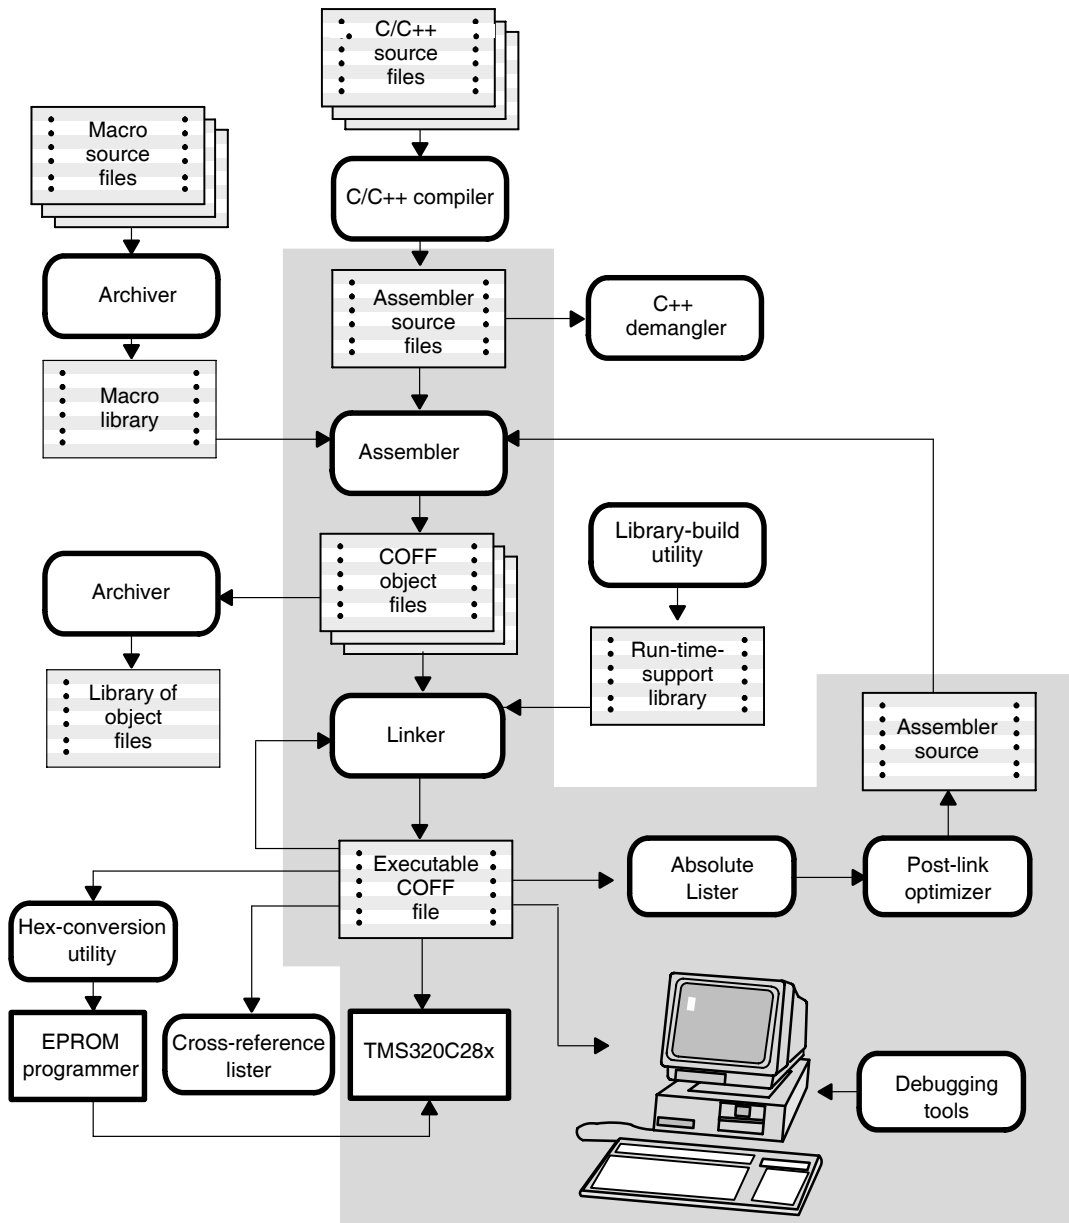 C/C++
source
files
Macro
source
files
C/C++ compiler
Archiver
Assembler
source
files
C++
demangler
Macro
library
Assembler
Library-build
utility
COFF
object
files
Archiver
Run-time-
support
library
Library of
object
files
Linker
Assembler
source
Executable
COFF
file
Absolute
Lister
Post-link
optimizer
Hex-conversion
utility
EPROM
programmer
Cross-reference
lister
TMS320C28x
Debugging
tools